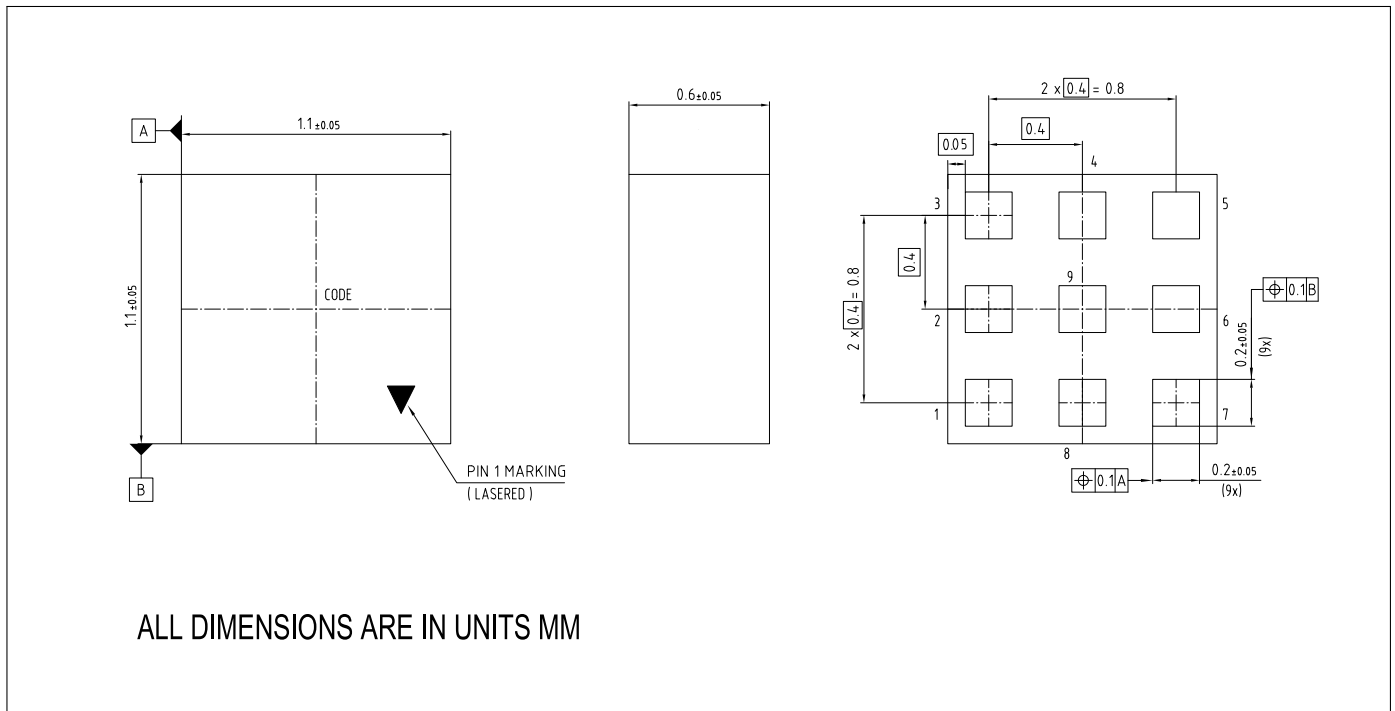 A
1.1±0.05
1.1±0.05
CODE
PIN 1 MARKING
( LASERED )
B
0.6±0.05
2 x 0.4 = 0.8
0.4
0.05
4
3
5
0.4
2 x 0.4 = 0.8
9
2
6
⌖ 0.1 B
0.2±0.05
(9x)
1
7
8
⌖ 0.1 A
0.2±0.05
(9x)
ALL DIMENSIONS ARE IN UNITS MM